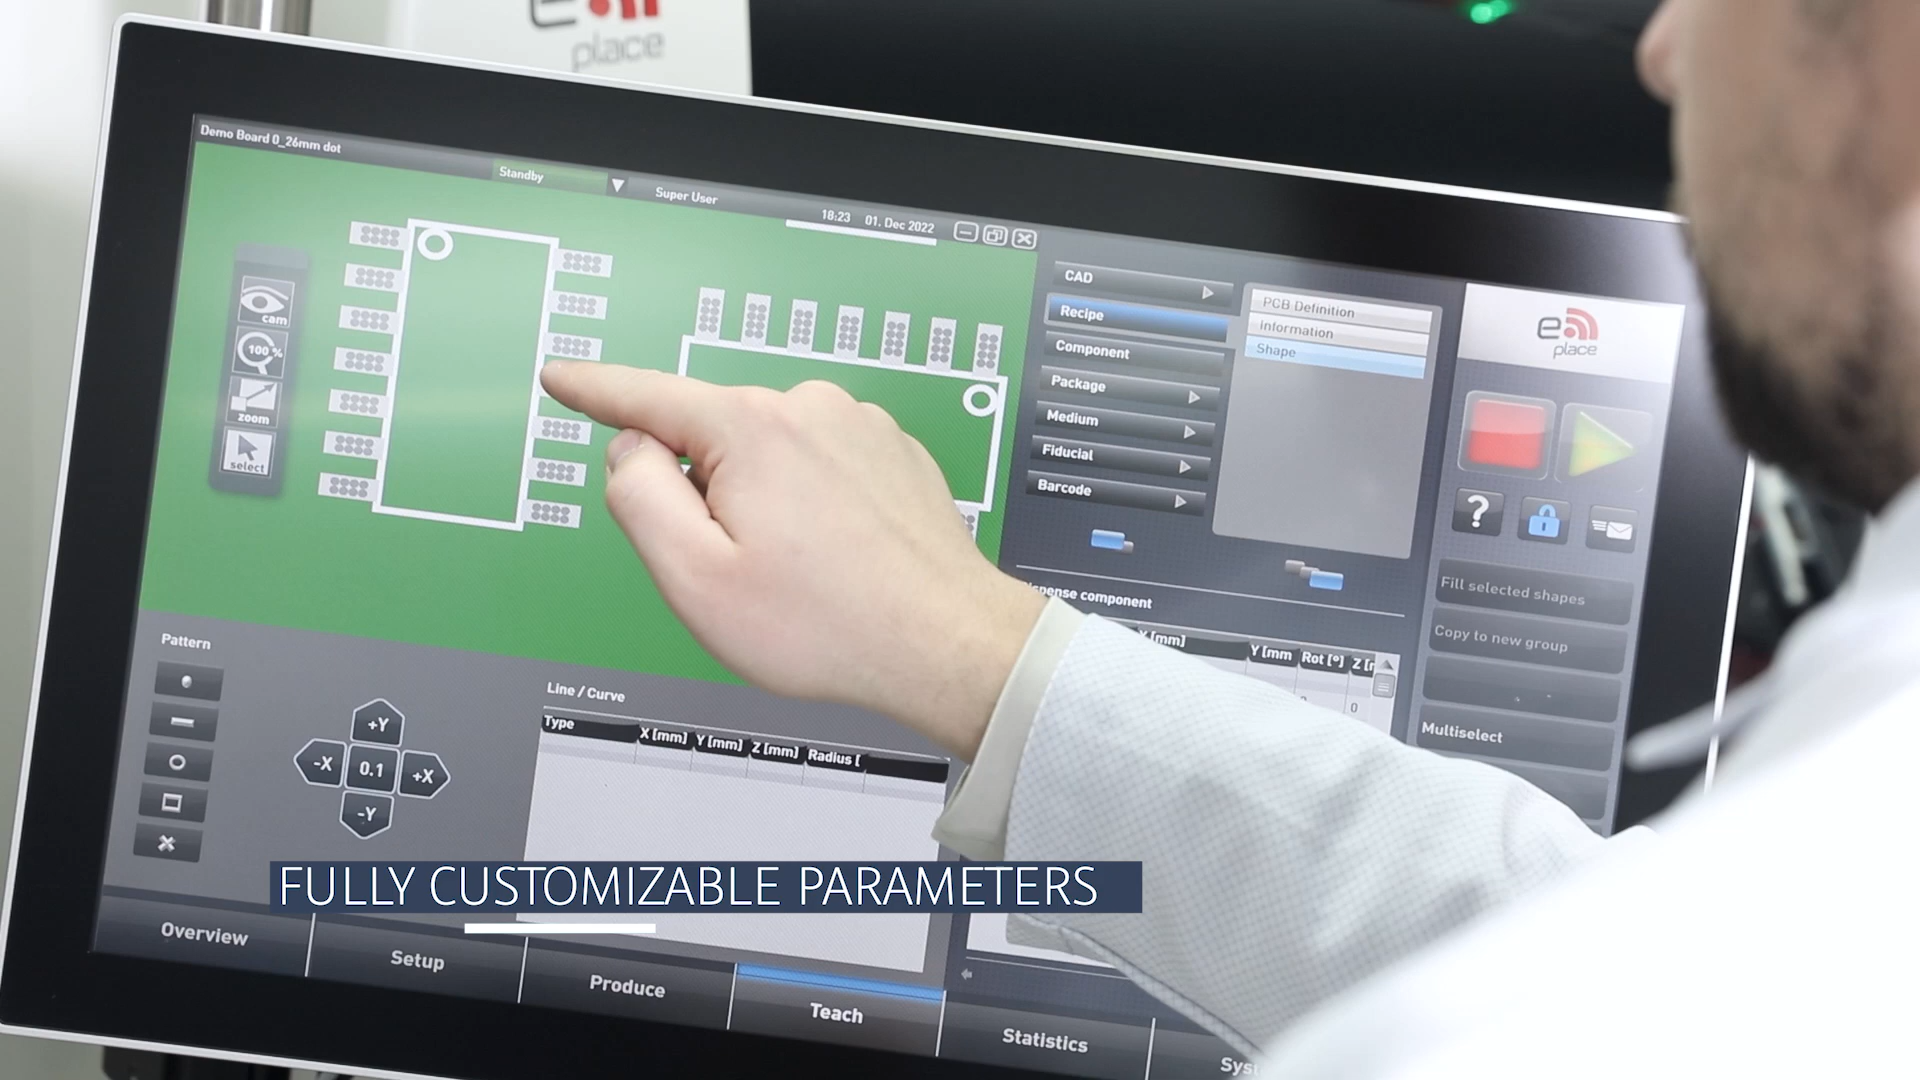 place
Demo Board 0_26mm dot
Standby
Super User
18:23 01. Dec 2022
cam
100 %
zoom
select
CAD
Recipe
Component
Package
Medium
Fiducial
Barcode
PCB Definition
Information
Shape
place
?
Fill selected shapes
Copy to new group
Multiselect
component
[mm] Y [mm Rot [°]
0
Pattern
+Y
-X 0.1 +X
-Y
Line / Curve
Type X [mm] Y [mm] Z [mm] Radius [
FULLY CUSTOMIZABLE PARAMETERS
Overview
Setup
Produce
Teach
Statistics